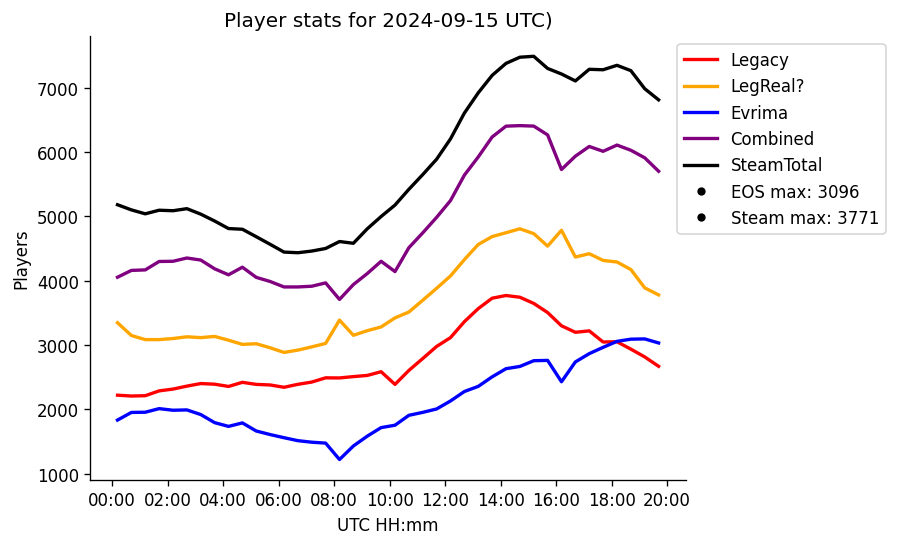 Player stats for 2024-09-15 UTC)
Legacy
LegReal?
Evrima
Combined
SteamTotal
EOS max: 3096
Steam max: 3771
Players
7000
6000
5000
4000
3000
2000
1000
00:00 02:00 04:00 06:00 08:00 10:00 12:00 14:00 16:00 18:00 20:00
UTC HH:mm